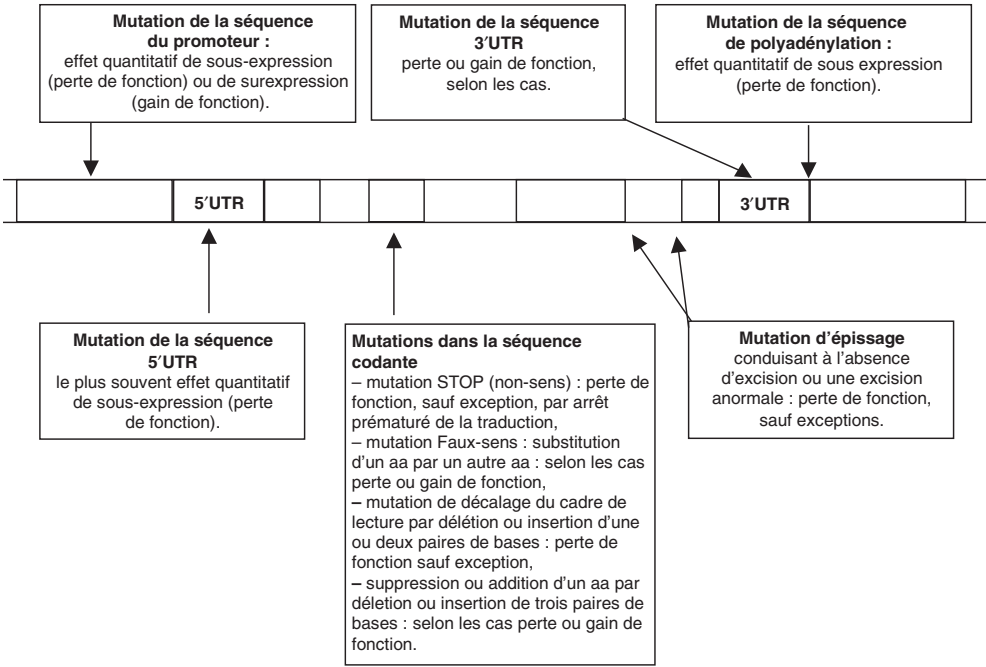 Mutation de la séquence
du promoteur :
effet quantitatif de sous-expression
(perte de fonction) ou de surexpression
(gain de fonction).
Mutation de la séquence
3′UTR
perte ou gain de fonction,
selon les cas.
Mutation de la séquence
de polyadénylation :
effet quantitatif de sous expression
(perte de fonction).
5′UTR
3′UTR
Mutation de la séquence
5′UTR
le plus souvent effet quantitatif
de sous-expression (perte
de fonction).
Mutations dans la séquence
codante
– mutation STOP (non-sens) : perte de
fonction, sauf exception, par arrêt
prématuré de la traduction,
– mutation Faux-sens : substitution
d’un aa par un autre aa : selon les cas
perte ou gain de fonction,
– mutation de décalage du cadre de
lecture par délétion ou insertion d’une
ou deux paires de bases : perte de
fonction sauf exception,
– suppression ou addition d’un aa par
déletion ou insertion de trois paires de
bases : selon les cas perte ou gain de
fonction.
Mutation d’épissage
conduisant à l’absence
d’excision ou une excision
anormale : perte de fonction,
sauf exceptions.